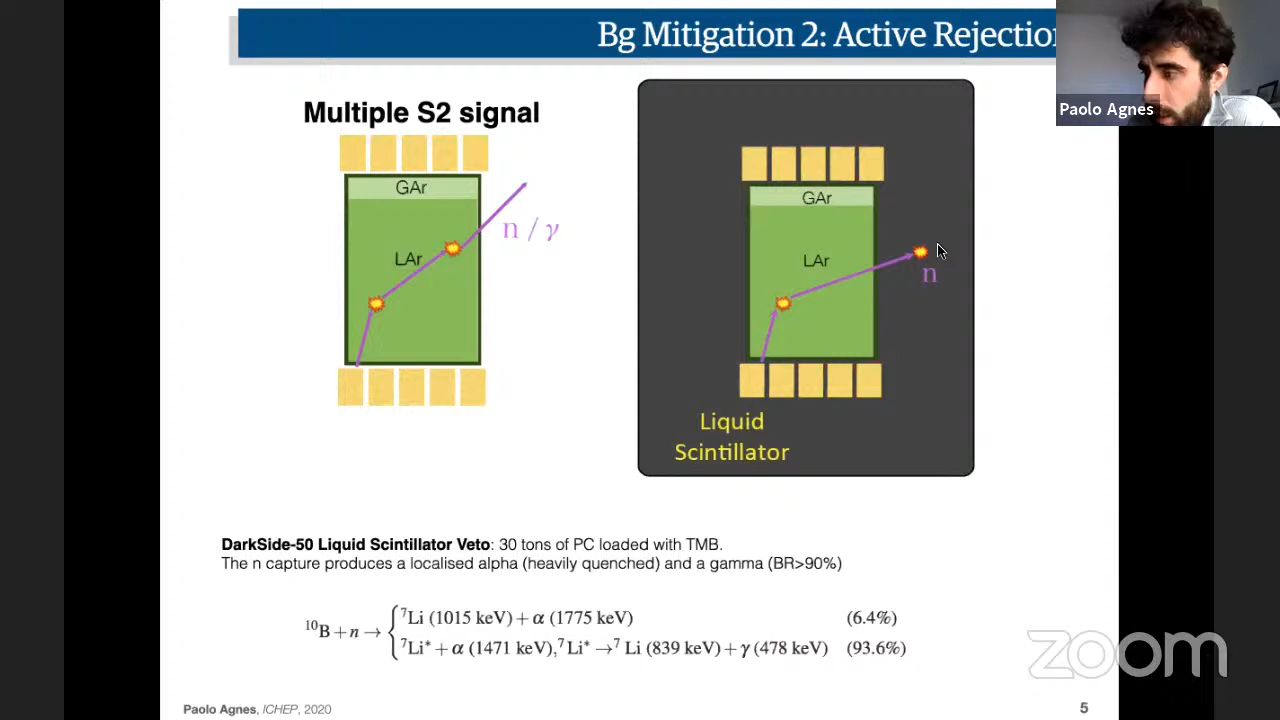 Bg Mitigation 2: Active Rejection
Paolo Agnes
Multiple S2 signal
GAr
LAr
n / γ
GAr
LAr
n
Liquid
Scintillator
DarkSide-50 Liquid Scintillator Veto: 30 tons of PC loaded with TMB.
The n capture produces a localised alpha (heavily quenched) and a gamma (BR>90%)
¹⁰B + n → { ⁷Li (1015 keV) + α (1775 keV) (6.4%)
⁷Li* + α (1471 keV), ⁷Li* → ⁷Li (839 keV) + γ (478 keV) (93.6%)
zoom
Paolo Agnes, ICHEP, 2020
5